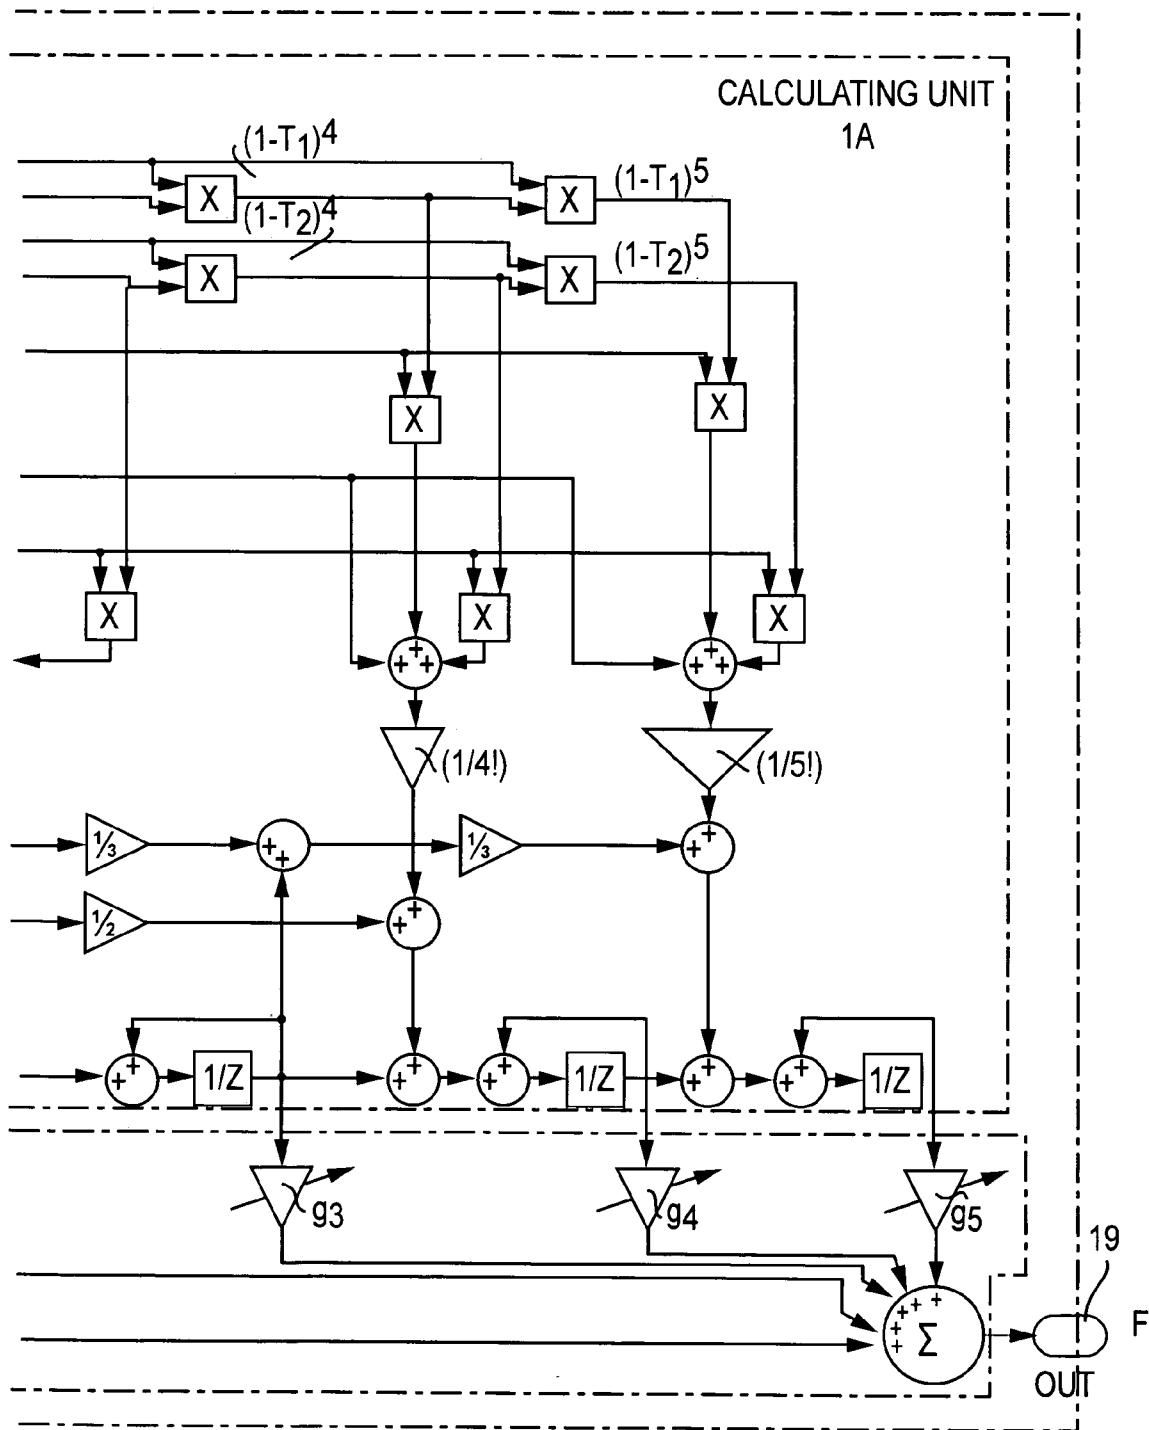 CALCULATING UNIT
1A
(1-T1)4
X
X
(1-T1)5
(1-T2)4
X
X
(1-T2)5
X
X
X
X
X
+
+ +
+
+ +
(1/4!)
(1/5!)
1/3
+ +
1/3
+ +
1/2
+ +
+ +
1/Z
+ +
+ +
1/Z
+ +
+ +
1/Z
g3
g4
g5
19
+ + + + +
Σ
F
OUT